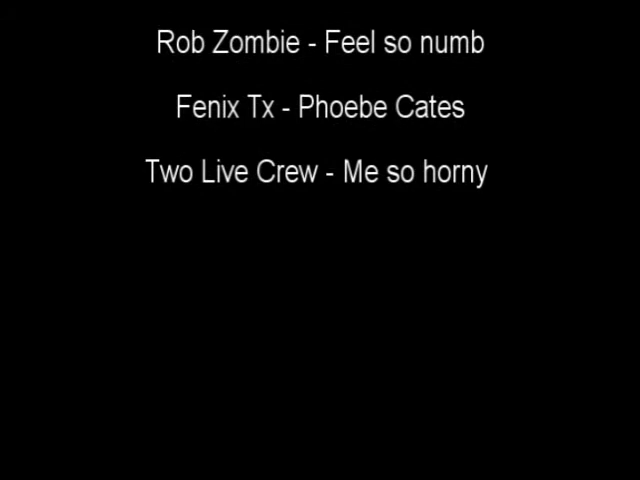 Rob Zombie - Feel so numb
Fenix Tx - Phoebe Cates
Two Live Crew - Me so horny